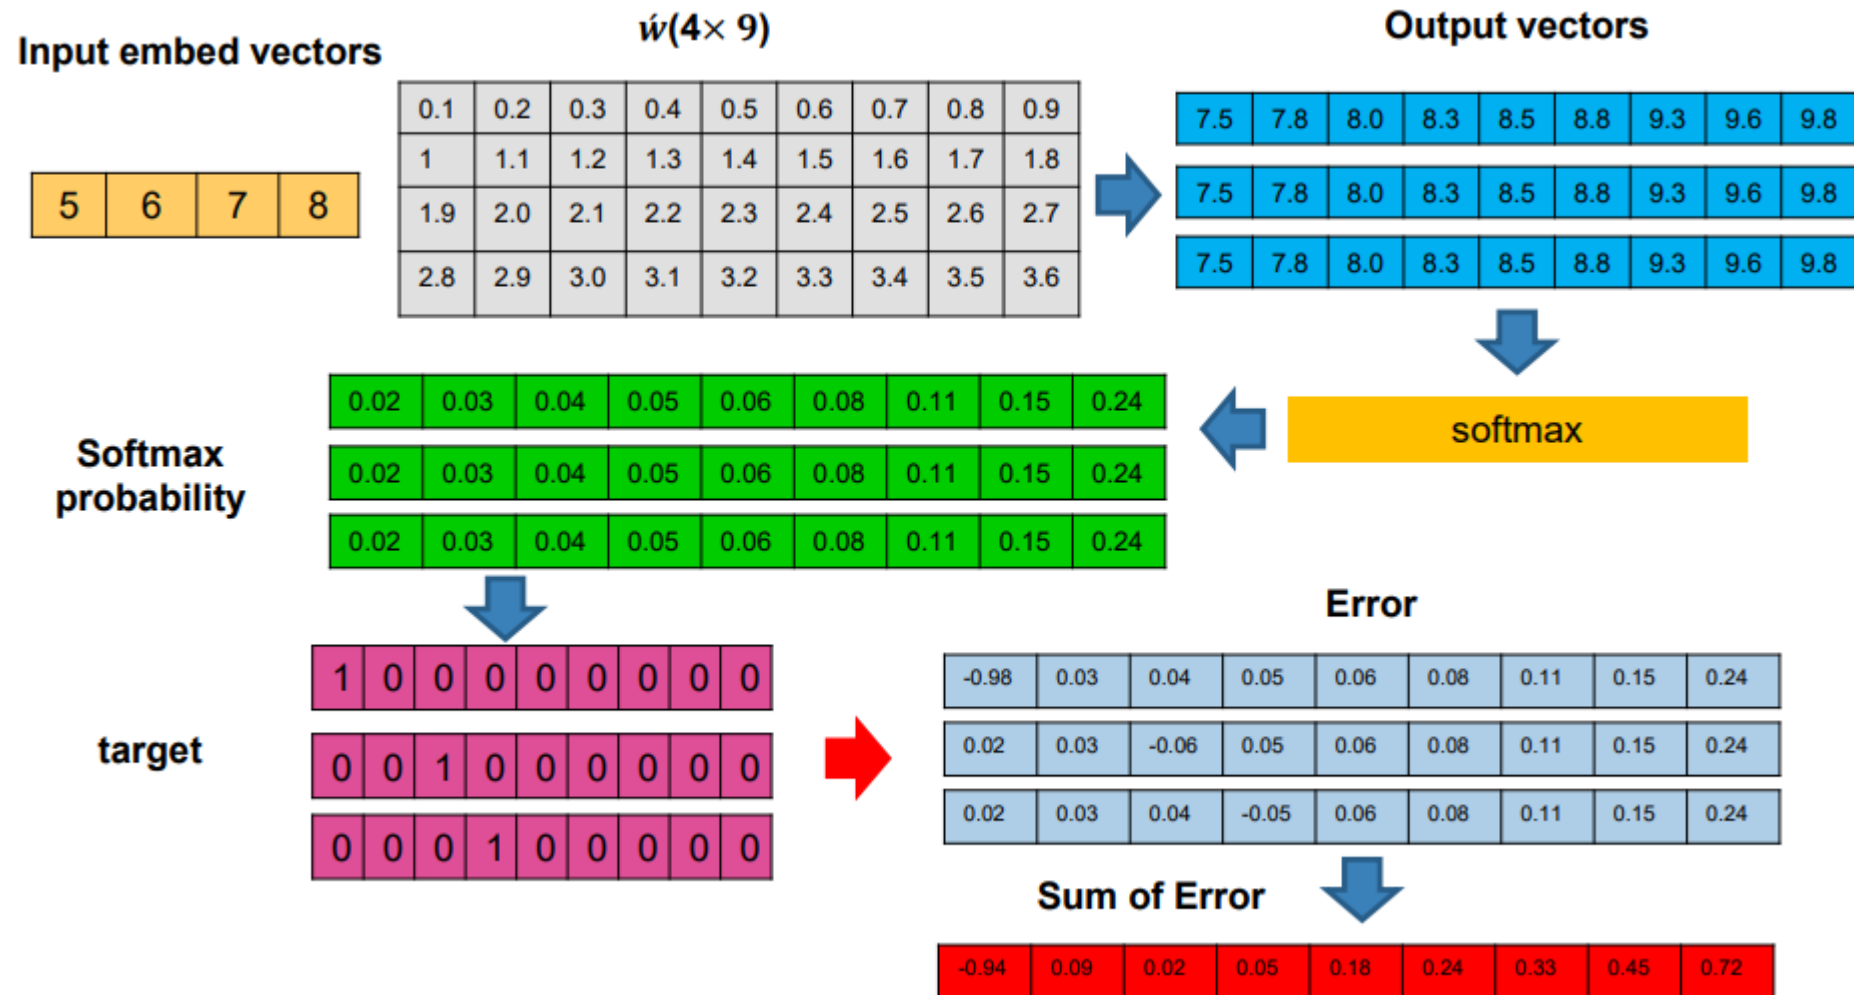 Input embed vectors
ẃ(4× 9)
Output vectors
5 6 7 8
0.1 0.2 0.3 0.4 0.5 0.6 0.7 0.8 0.9
1 1.1 1.2 1.3 1.4 1.5 1.6 1.7 1.8
1.9 2.0 2.1 2.2 2.3 2.4 2.5 2.6 2.7
2.8 2.9 3.0 3.1 3.2 3.3 3.4 3.5 3.6
7.5 7.8 8.0 8.3 8.5 8.8 9.3 9.6 9.8
7.5 7.8 8.0 8.3 8.5 8.8 9.3 9.6 9.8
7.5 7.8 8.0 8.3 8.5 8.8 9.3 9.6 9.8
softmax
Softmax
probability
0.02 0.03 0.04 0.05 0.06 0.08 0.11 0.15 0.24
0.02 0.03 0.04 0.05 0.06 0.08 0.11 0.15 0.24
0.02 0.03 0.04 0.05 0.06 0.08 0.11 0.15 0.24
target
1 0 0 0 0 0 0 0 0
0 0 1 0 0 0 0 0 0
0 0 0 1 0 0 0 0 0
Error
-0.98 0.03 0.04 0.05 0.06 0.08 0.11 0.15 0.24
0.02 0.03 -0.06 0.05 0.06 0.08 0.11 0.15 0.24
0.02 0.03 0.04 -0.05 0.06 0.08 0.11 0.15 0.24
Sum of Error
-0.94 0.09 0.02 0.05 0.18 0.24 0.33 0.45 0.72